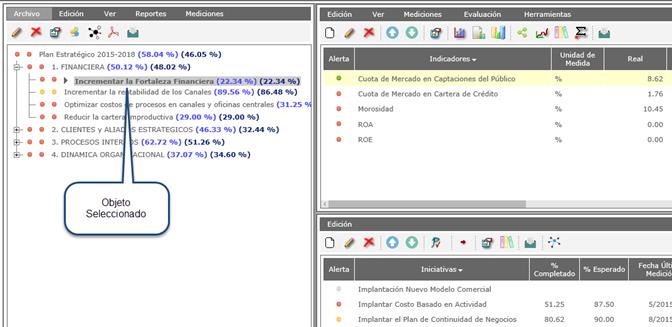 Archivo Edición Ver Reportes Mediciones
Plan Estratégico 2015-2018 (58.04 %) (46.05 %)
1. FINANCIERA (50.12 %) (48.02 %)
Incrementar la Fortaleza Financiera (22.34 %) (22.34 %)
Incrementar la rentabilidad de los Canales (89.56 %) (86.48 %)
Optimizar costos de procesos en canales y oficinas centrales (31.25 %
Reducir la cartera improductiva (29.00 %) (29.00 %)
2. CLIENTES y ALIADOS ESTRATEGICOS (46.33 %) (32.44 %)
3. PROCESOS INTERNOS (62.72 %) (51.26 %)
4. DINAMICA ORGANIZACIONAL (37.07 %) (34.60 %)
Objeto
Seleccionado
Edición Ver Mediciones Evaluación Herramientas
Alerta Indicadores Unidad de Medida Real
Cuota de Mercado en Captaciones del Público % 8.62
Cuota de Mercado en Cartera de Crédito % 1.76
Morosidad % 10.45
ROA % 0.00
ROE % 0.00
Edición
Alerta Iniciativas % Completado % Esperado Fecha Últi Medició
Implantación Nuevo Modelo Comercial
Implantar Costo Basado en Actividad 51.25 87.50 5/2015
Implantar el Plan de Continuidad de Negocios 80.62 90.00 8/2015